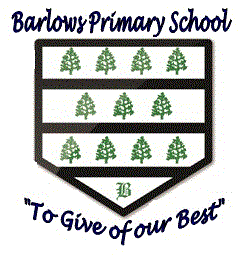 Barlows Primary School
B
"To Give of our Best"